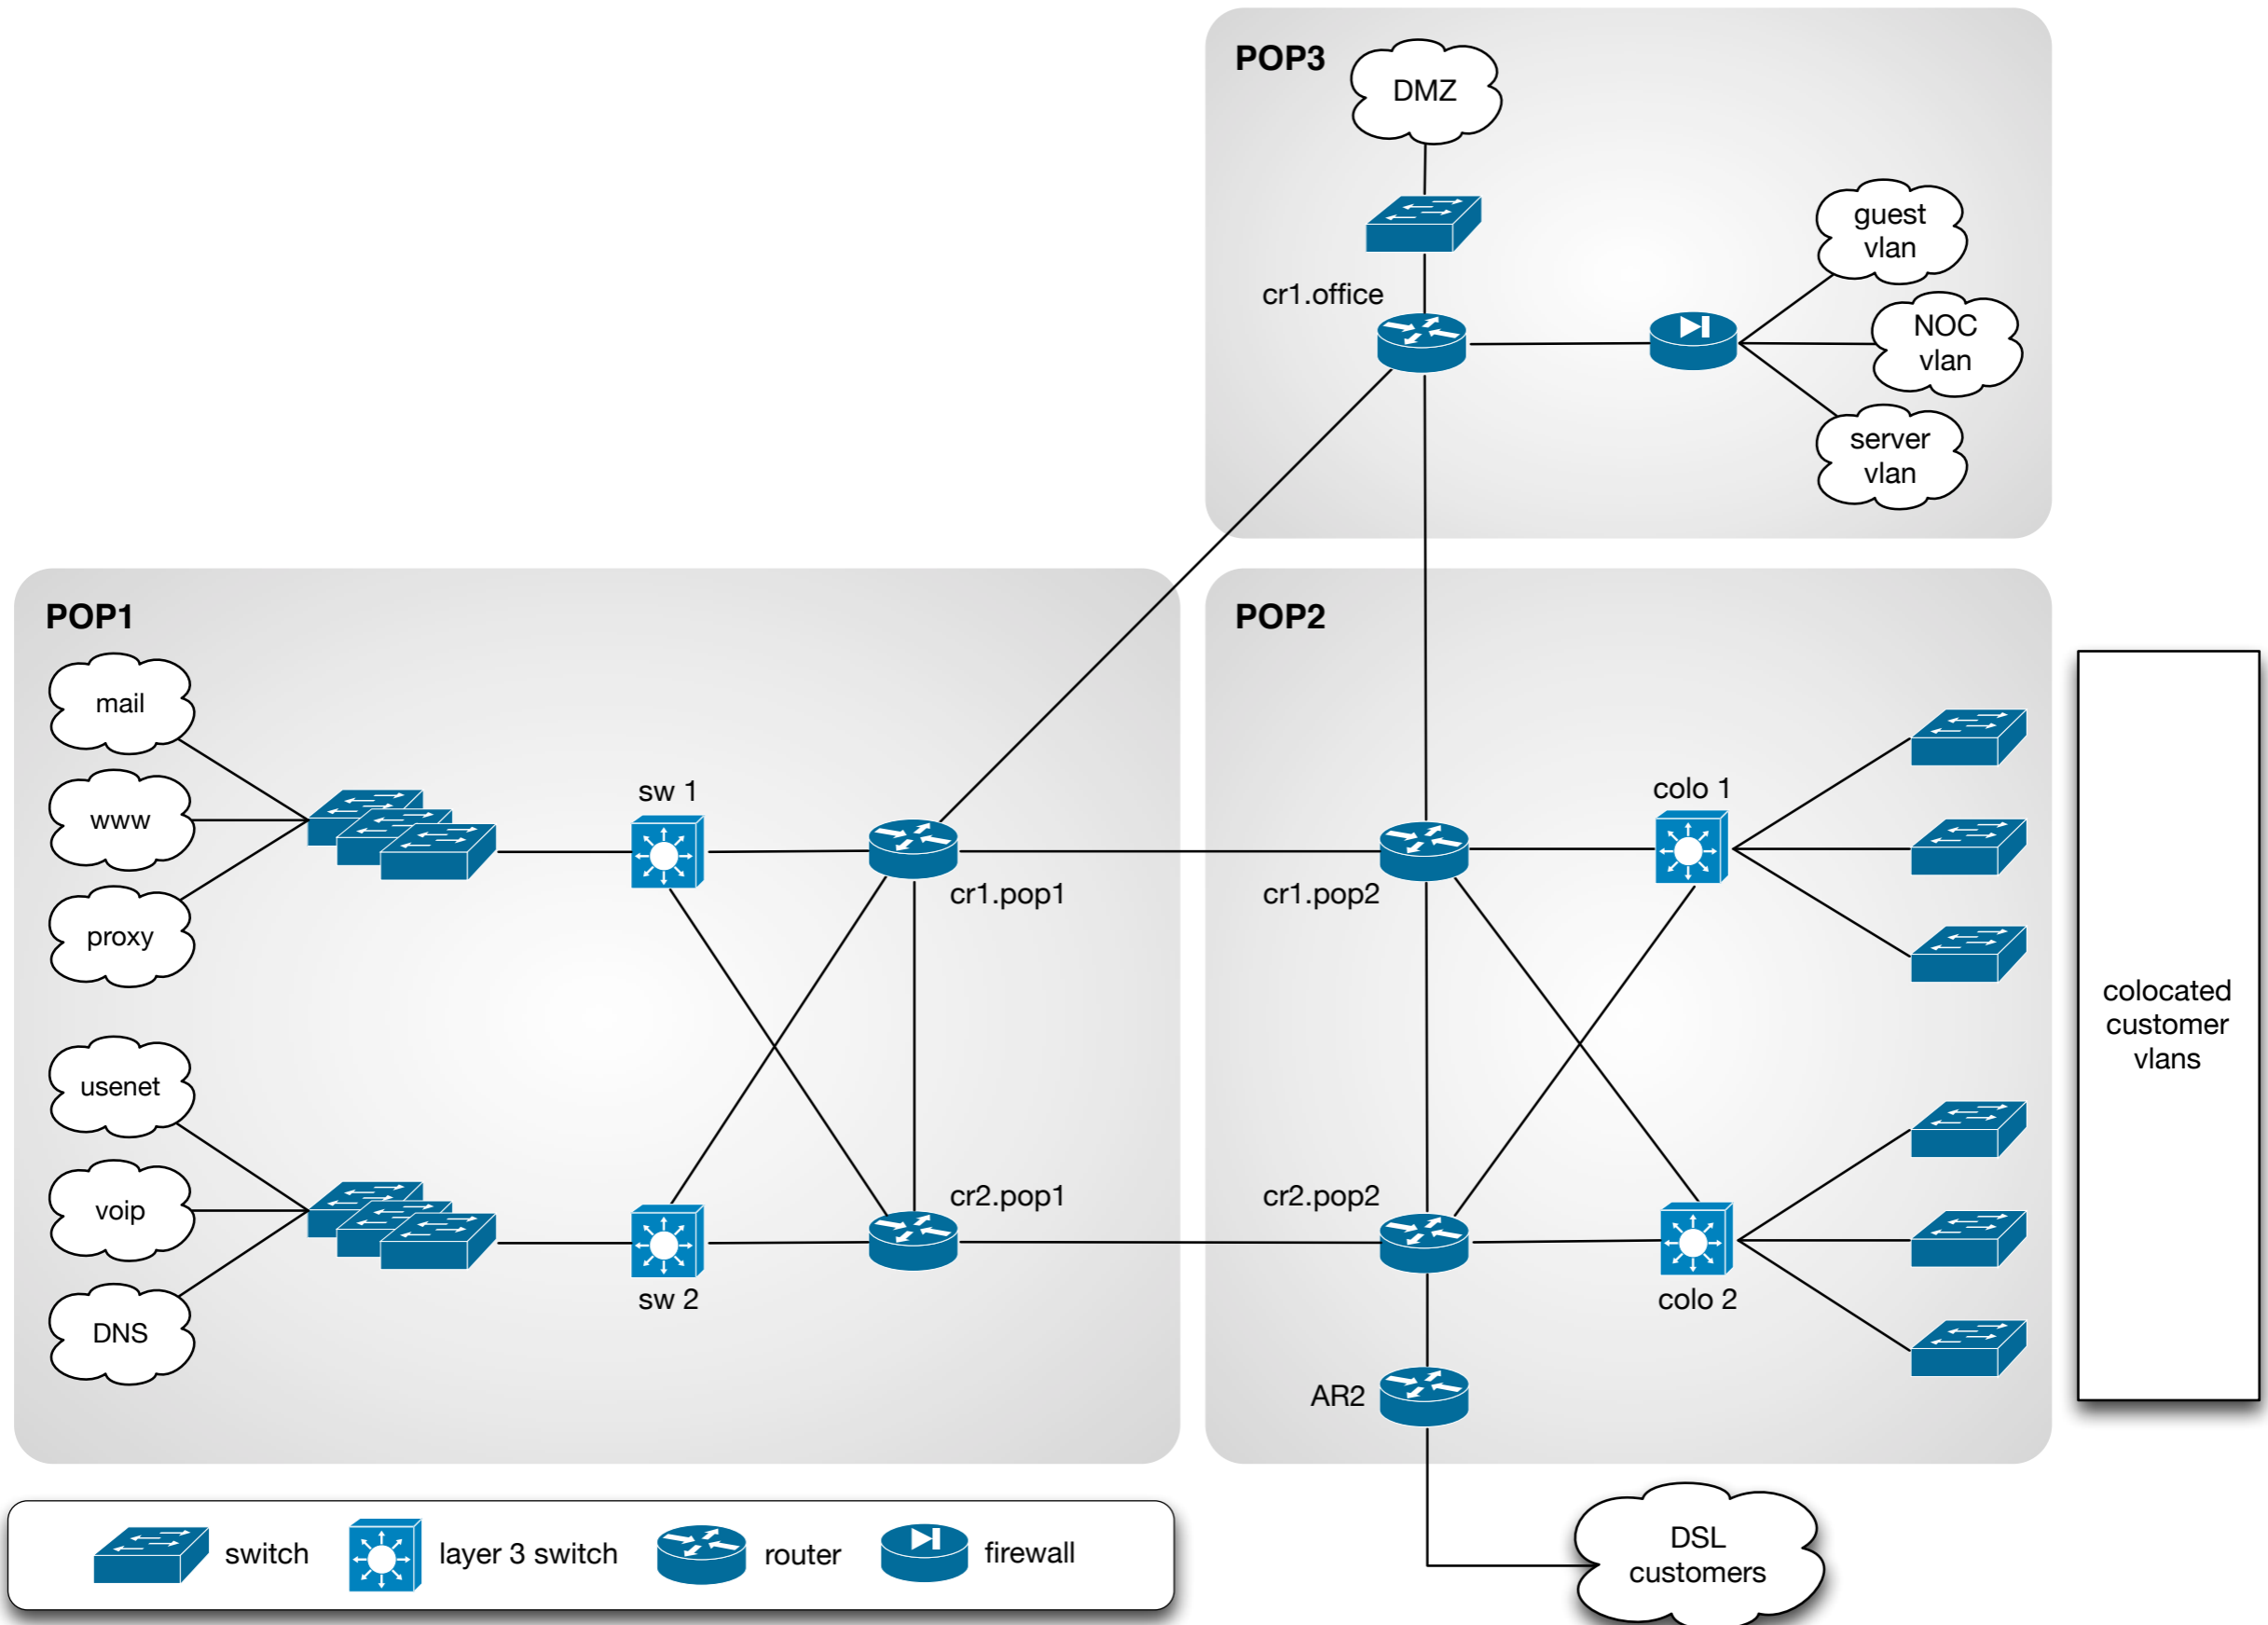 POP3
DMZ
guest
vlan
cr1.office
NOC
vlan
server
vlan
POP1
mail
www
proxy
sw 1
cr1.pop1
usenet
voip
DNS
sw 2
cr2.pop1
POP2
colo 1
cr1.pop2
cr2.pop2
colo 2
AR2
colocated
customer
vlans
switch
layer 3 switch
router
firewall
DSL
customers